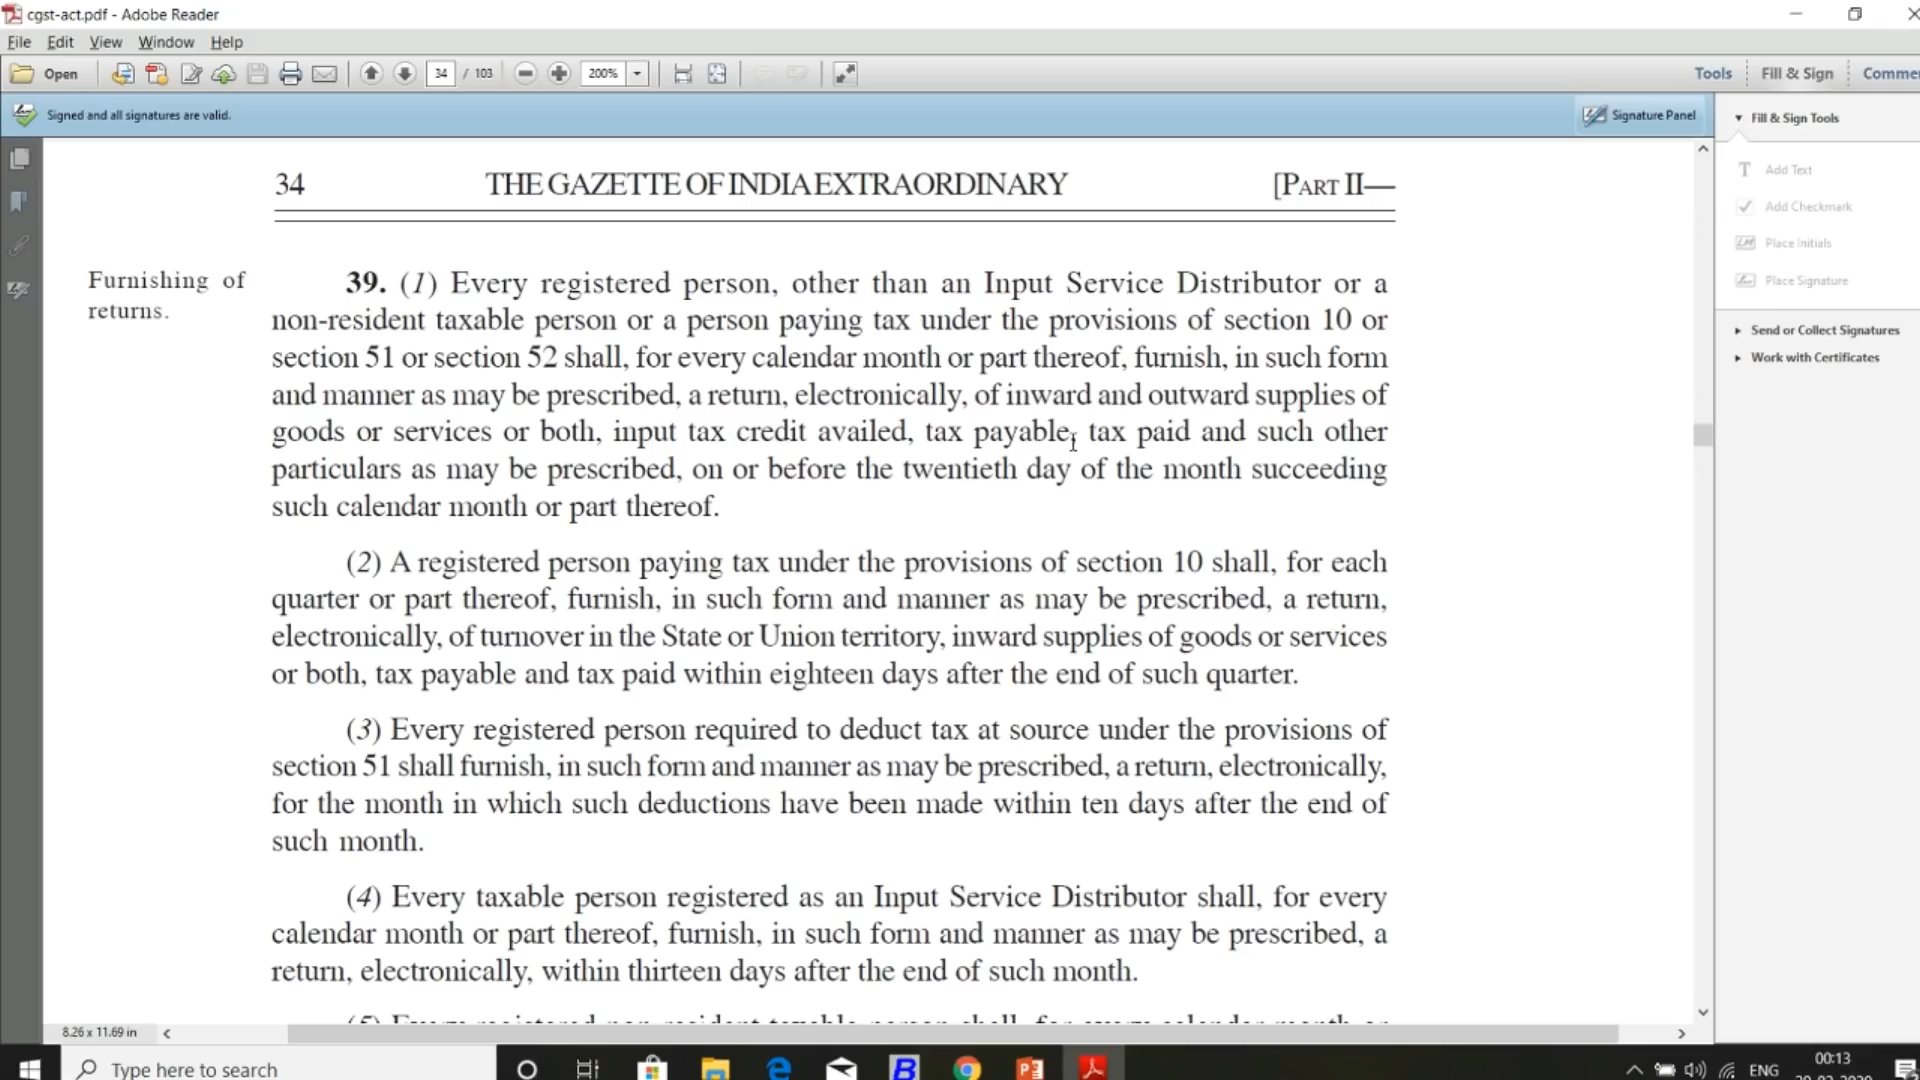 cgst-act.pdf - Adobe Reader
File Edit View Window Help
Open 34 / 103 200% Tools Fill & Sign
Signed and all signatures are valid. Signature Panel
Fill & Sign Tools
Add Text
Add Checkmark
Place Initials
Place Signature
Send or Collect Signatures
Work with Certificates
34 THE GAZETTE OF INDIA EXTRAORDINARY [PART II—
Furnishing of
returns.
39. (1) Every registered person, other than an Input Service Distributor or a
non-resident taxable person or a person paying tax under the provisions of section 10 or
section 51 or section 52 shall, for every calendar month or part thereof, furnish, in such form
and manner as may be prescribed, a return, electronically, of inward and outward supplies of
goods or services or both, input tax credit availed, tax payable, tax paid and such other
particulars as may be prescribed, on or before the twentieth day of the month succeeding
such calendar month or part thereof.
(2) A registered person paying tax under the provisions of section 10 shall, for each
quarter or part thereof, furnish, in such form and manner as may be prescribed, a return,
electronically, of turnover in the State or Union territory, inward supplies of goods or services
or both, tax payable and tax paid within eighteen days after the end of such quarter.
(3) Every registered person required to deduct tax at source under the provisions of
section 51 shall furnish, in such form and manner as may be prescribed, a return, electronically,
for the month in which such deductions have been made within ten days after the end of
such month.
(4) Every taxable person registered as an Input Service Distributor shall, for every
calendar month or part thereof, furnish, in such form and manner as may be prescribed, a
return, electronically, within thirteen days after the end of such month.
8.26 x 11.69 in
Type here to search
ENG 00:13